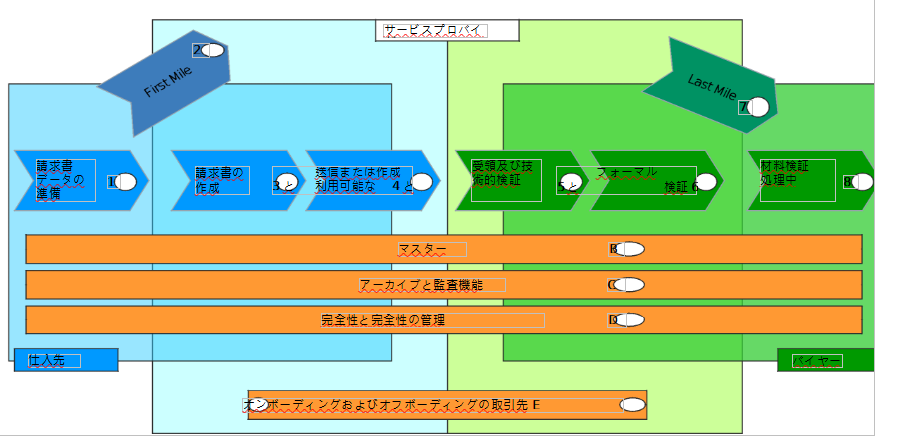 サービスプロバイ
2
First Mile
Last Mile
7
請求書
データの
準備
1
請求書の
作成
3 と
送信または作成
利用可能な 4 と
受領及び技
術的検証
5 と
フォーマル
検証 6
材料検証
処理中
8
マスター
B
アーカイブと監査機能
C
完全性と完全性の管理
D
仕入先
バイヤー
オンボーディングおよびオフボーディングの取引先 E